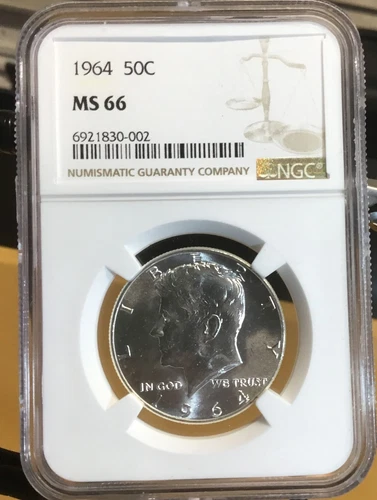 1964 50C
MS 66
6921830-002
NUMISMATIC GUARANTY COMPANY
NGC
LIBERTY
IN GOD WE TRUST
1964